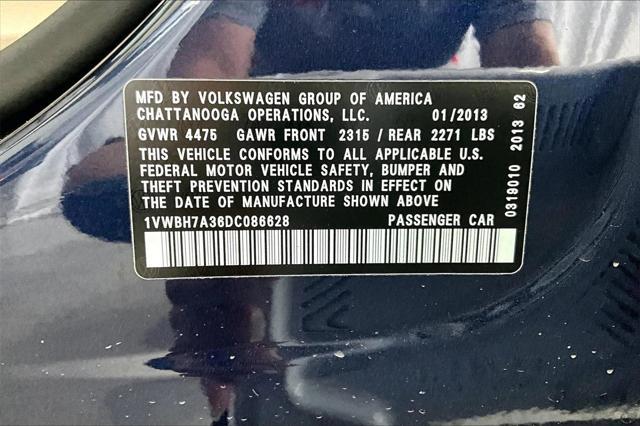 MFD BY VOLKSWAGEN GROUP OF AMERICA
CHATTANOOGA OPERATIONS, LLC. 01/2013
GVWR 4475 GAWR FRONT 2315 / REAR 2271 LBS
THIS VEHICLE CONFORMS TO ALL APPLICABLE U.S.
FEDERAL MOTOR VEHICLE SAFETY, BUMPER AND
THEFT PREVENTION STANDARDS IN EFFECT ON
THE DATE OF MANUFACTURE SHOWN ABOVE
1VWBH7A36DC086628 PASSENGER CAR
0319010 2013 62